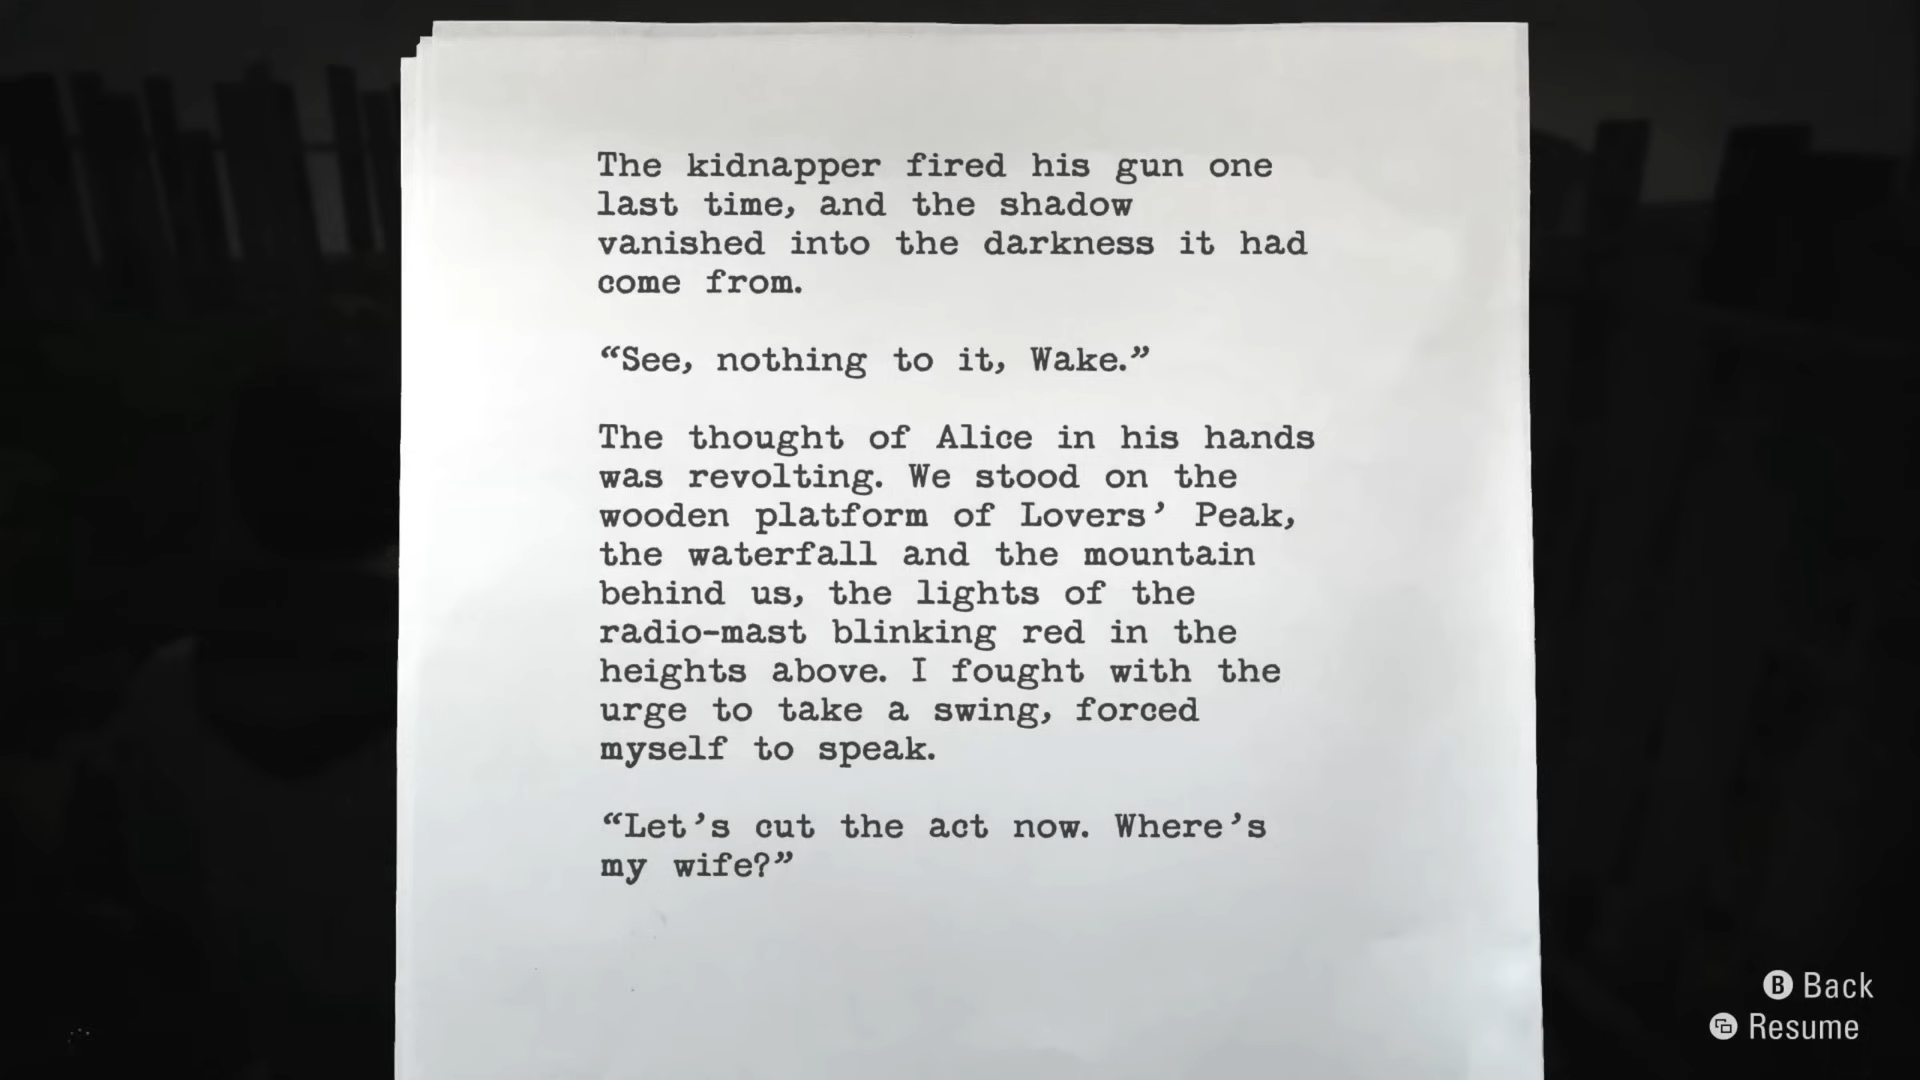 The kidnapper fired his gun one
last time, and the shadow
vanished into the darkness it had
come from.
“See, nothing to it, Wake.”
The thought of Alice in his hands
was revolting. We stood on the
wooden platform of Lovers’ Peak,
the waterfall and the mountain
behind us, the lights of the
radio-mast blinking red in the
heights above. I fought with the
urge to take a swing, forced
myself to speak.
“Let’s cut the act now. Where’s
my wife?”
B Back
Resume